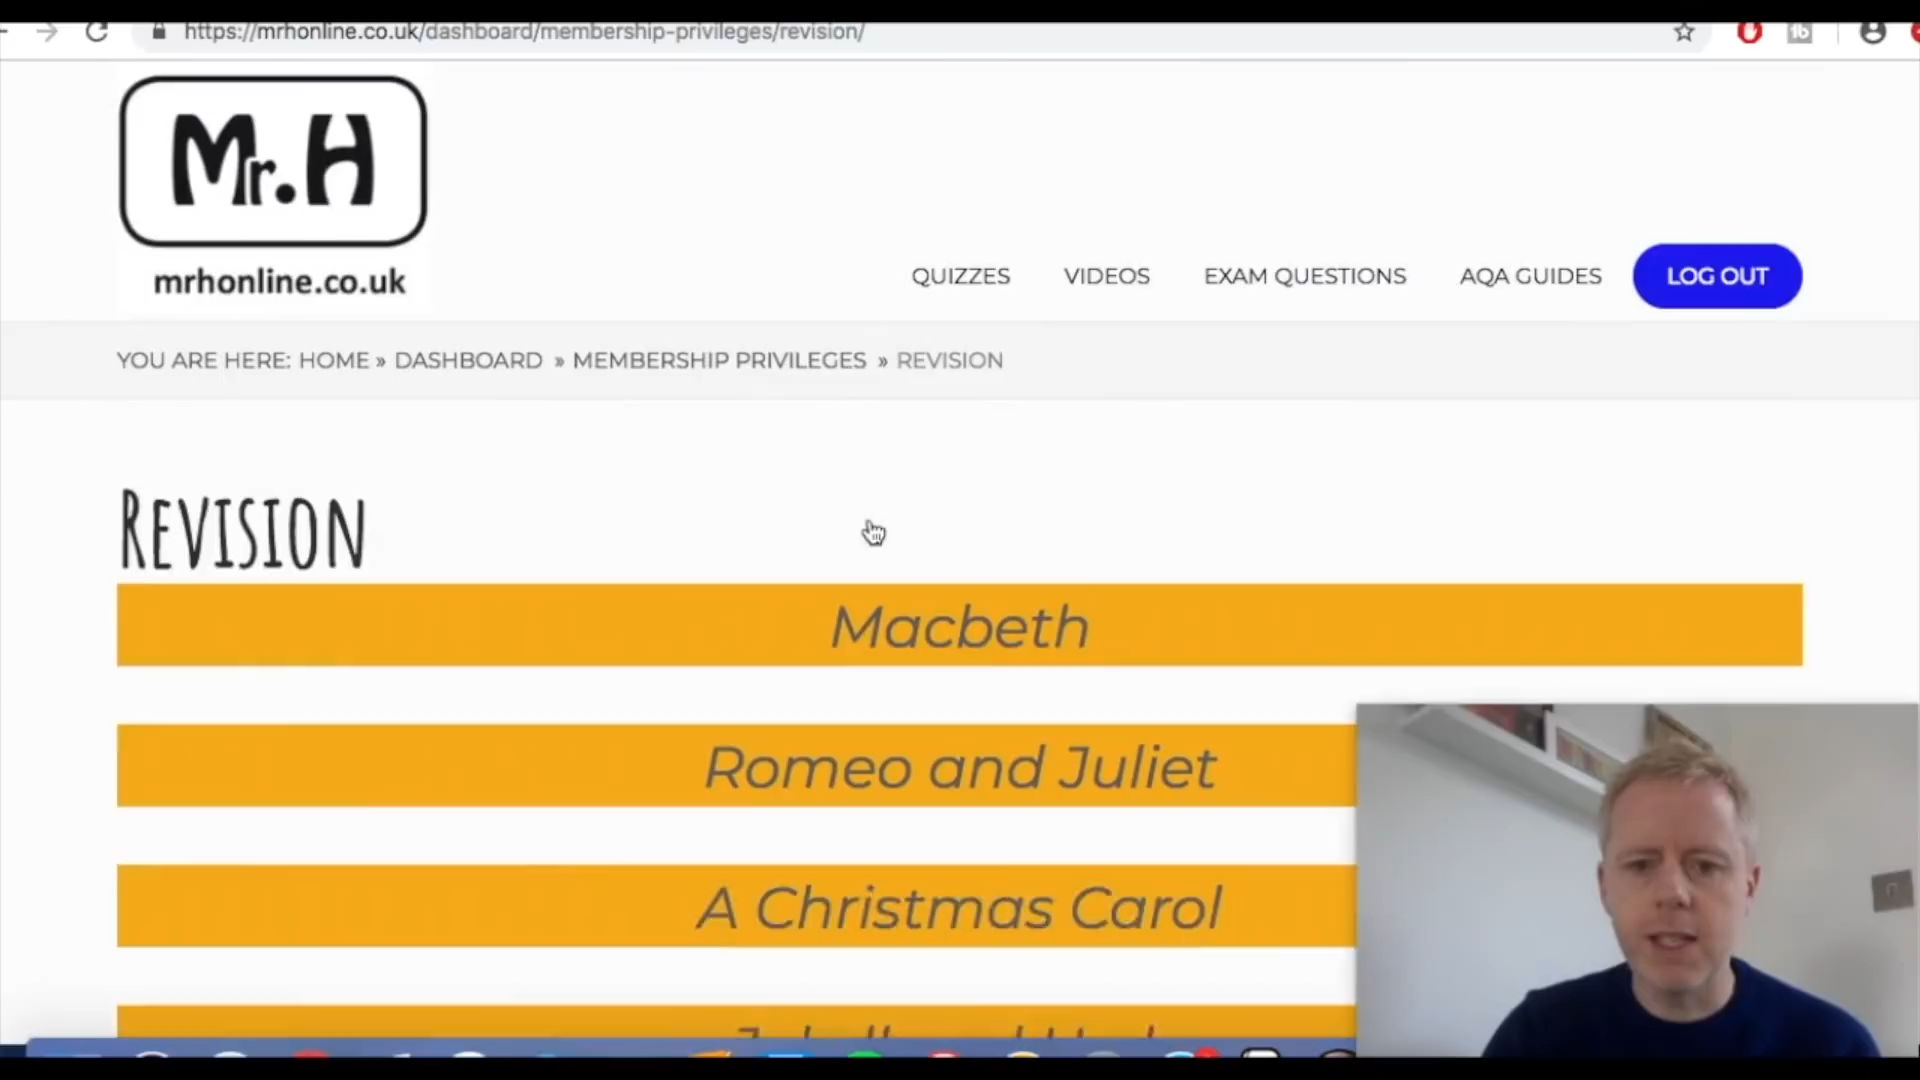 https://mrhonline.co.uk/dashboard/membership-privileges/revision/
Mr.H
mrhonline.co.uk
QUIZZES VIDEOS EXAM QUESTIONS AQA GUIDES LOG OUT
YOU ARE HERE: HOME » DASHBOARD » MEMBERSHIP PRIVILEGES » REVISION
REVISION
Macbeth
Romeo and Juliet
A Christmas Carol